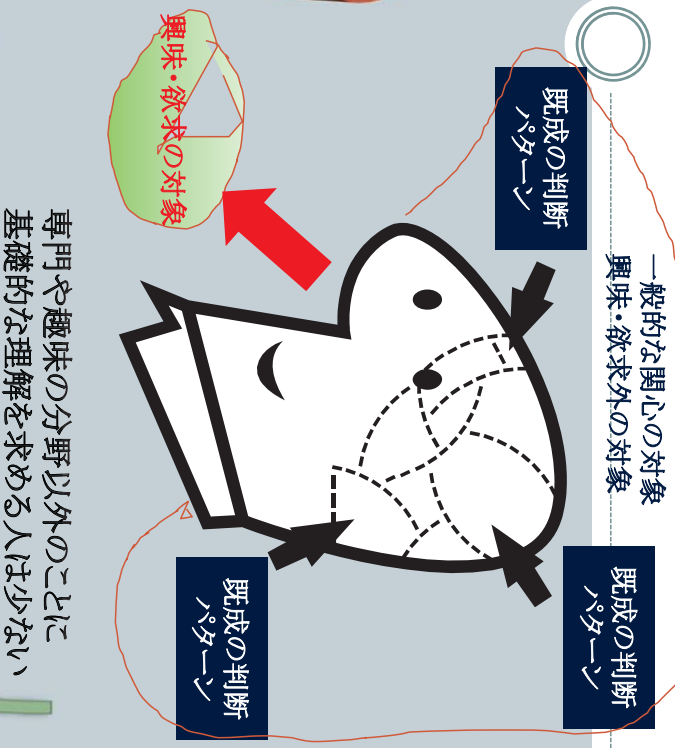 一般的な関心の対象
興味・欲求外の対象
既成の判断
パターン
既成の判断
パターン
既成の判断
パターン
興味・欲求の対象
専門や趣味の分野以外のことに
基礎的な理解を求める人は少ない